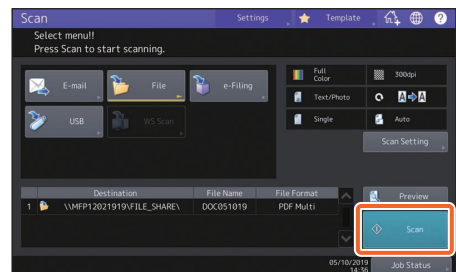 Scan
Settings
Template
?
Select menu!!
Press Scan to start scanning.
E-mail
File
e-Filing
USB
WS Scan
Full Color
300dpi
Text/Photo
A A
Single
Auto
Scan Setting
Destination File Name File Format
1 \\MFP12021919\FILE_SHARE\ DOC051019 PDF Multi
Preview
Scan
05/10/2019
14:36
Job Status